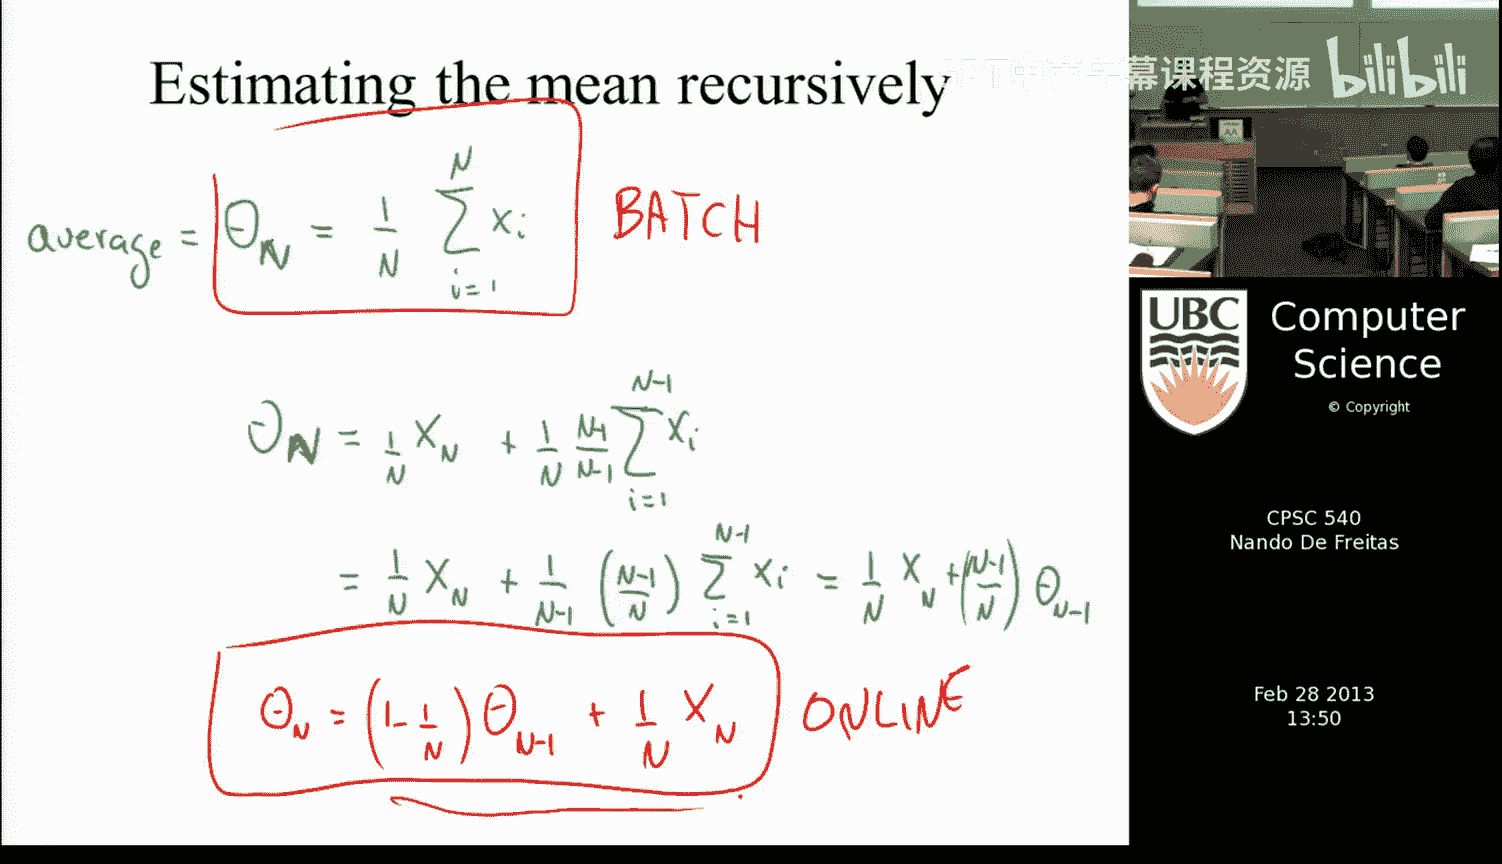 Estimating the mean recursively
average = θ_N = 1/N ∑_{i=1}^{N} x_i BATCH
θ_N = 1/N x_N + 1/N N-1/N-1 ∑_{i=1}^{N-1} x_i
= 1/N x_N + 1/N-1 (N-1/N) ∑_{i=1}^{N-1} x_i = 1/N x_N + (N-1/N) θ_{N-1}
θ_N = (1 - 1/N) θ_{N-1} + 1/N x_N ONLINE
幕课程资源 bilibili
UBC
Computer
Science
© Copyright
CPSC 540
Nando De Freitas
Feb 28 2013
13:50